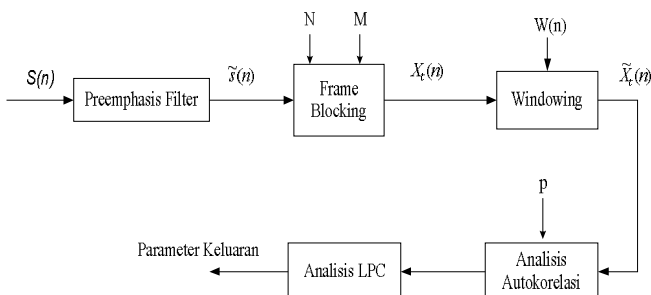 N
M
W(n)
S(n)
s̃(n)
X_t(n)
X̃_t(n)
Preemphasis Filter
Frame
Blocking
Windowing
p
Parameter Keluaran
Analisis LPC
Analisis
Autokorelasi